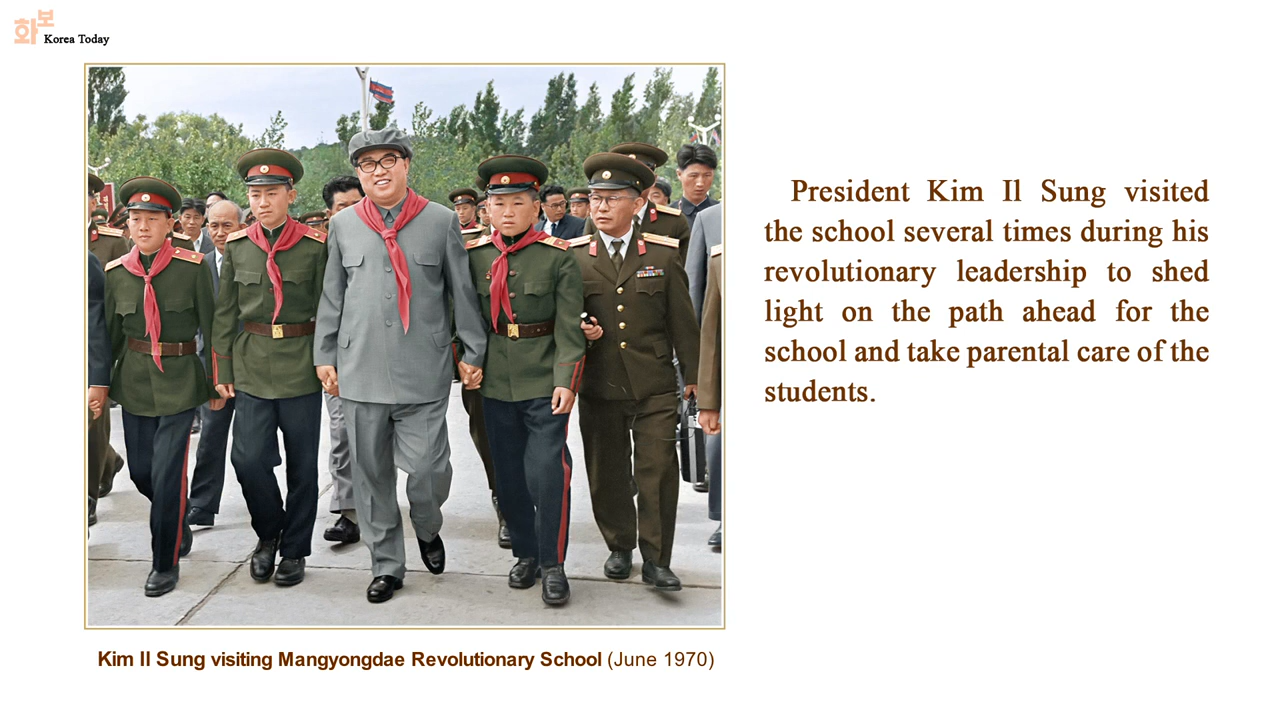 화보
Korea Today
President Kim Il Sung visited
the school several times during his
revolutionary leadership to shed
light on the path ahead for the
school and take parental care of the
students.
Kim Il Sung visiting Mangyongdae Revolutionary School (June 1970)